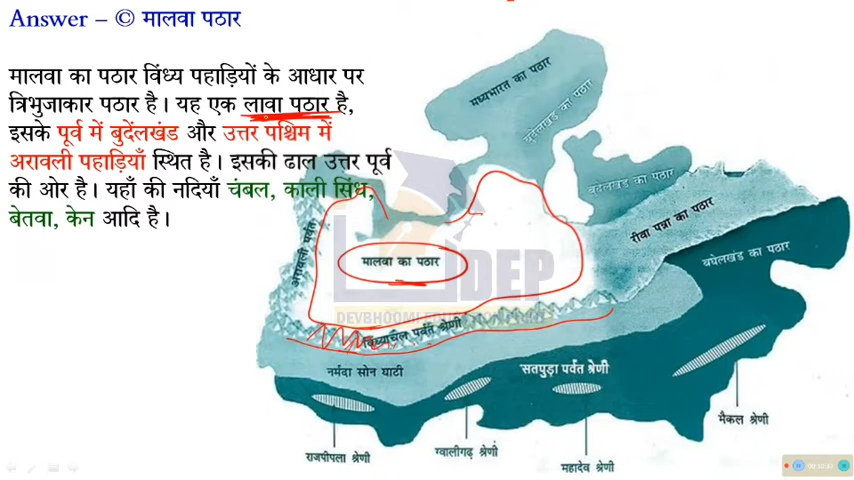 Answer – © मालवा पठार
मालवा का पठार विंध्य पहाड़ियों के आधार पर
त्रिभुजाकार पठार है। यह एक लावा पठार है,
इसके पूर्व में बुदेंलखंड और उत्तर पश्चिम में
अरावली पहाड़ियाँ स्थित है। इसकी ढाल उत्तर पूर्व
की ओर है। यहाँ की नदियाँ चंबल, काली सिंध,
बेतवा, केन आदि है।
मध्यभारत का पठार
बुदेलखंड का पठार
बुदेलखंड का पठार
रीवा पन्ना का पठार
बघेलखंड का पठार
अरावली पर्वत
मालवा का पठार
DEP
विंध्याचल पर्वत श्रेणी
नर्मदा सोन घाटी
सतपुड़ा पर्वत श्रेणी
राजपीपला श्रेणी
ग्वालीगढ़ श्रेणी
महादेव श्रेणी
मैकल श्रेणी